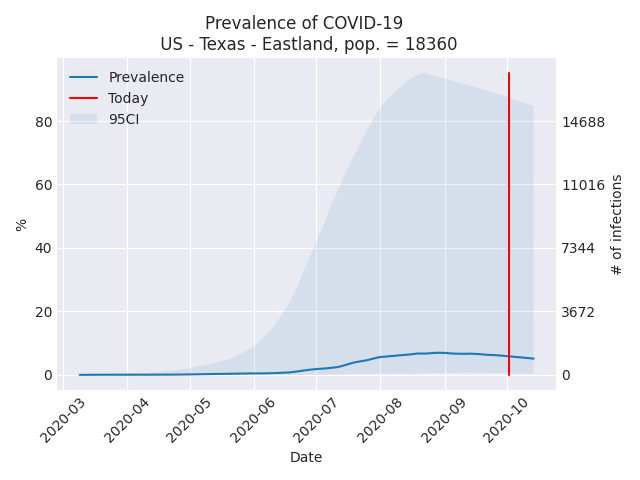 Prevalence of COVID-19
US - Texas - Eastland, pop. = 18360
Prevalence
Today
95CI
80
60
40
20
0
%
14688
11016
7344
3672
0
# of infections
2020-03
2020-04
2020-05
2020-06
2020-07
2020-08
2020-09
2020-10
Date